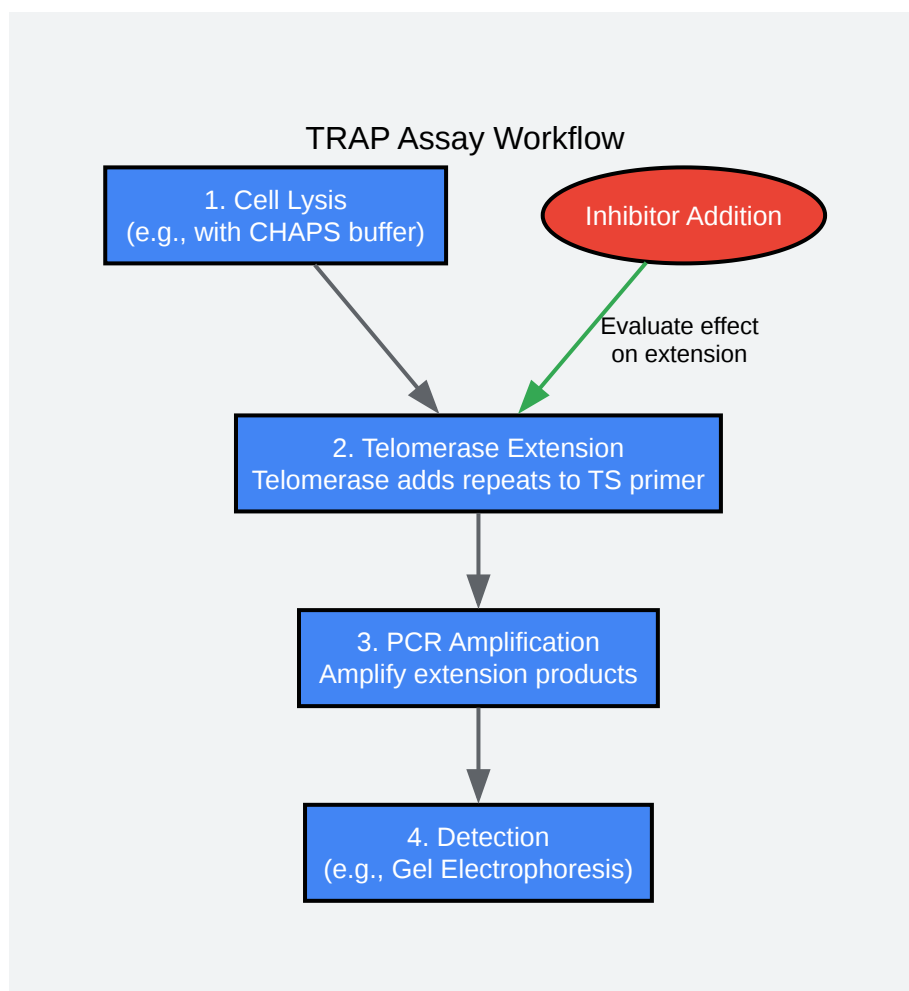 TRAP Assay Workflow
1. Cell Lysis
(e.g., with CHAPS buffer)
Inhibitor Addition
Evaluate effect
on extension
2. Telomerase Extension
Telomerase adds repeats to TS primer
3. PCR Amplification
Amplify extension products
4. Detection
(e.g., Gel Electrophoresis)